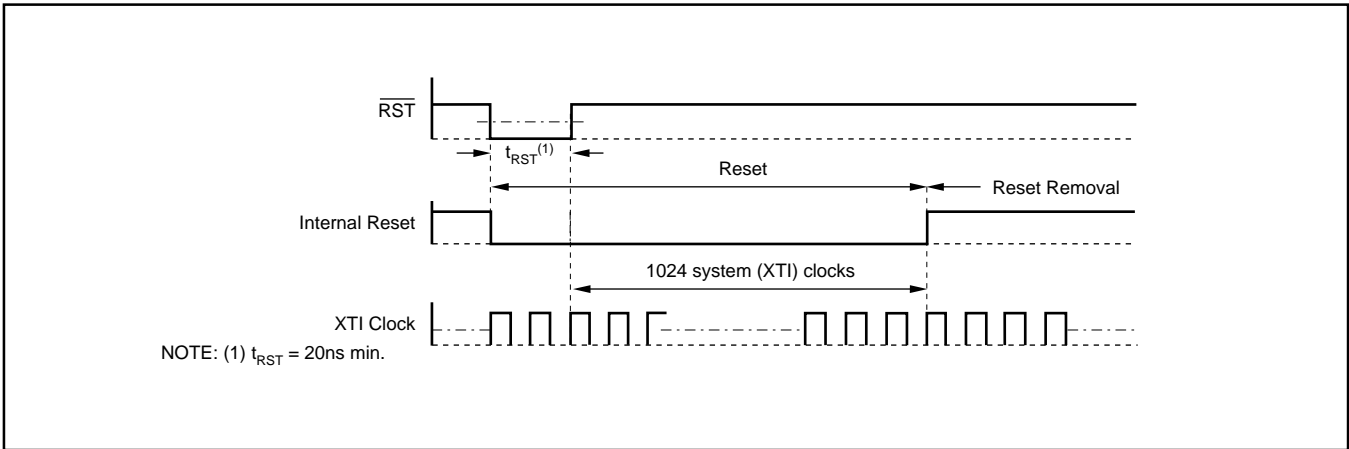 RST
t_RST(1)
Reset
Reset Removal
Internal Reset
1024 system (XTI) clocks
XTI Clock
NOTE: (1) t_RST = 20ns min.